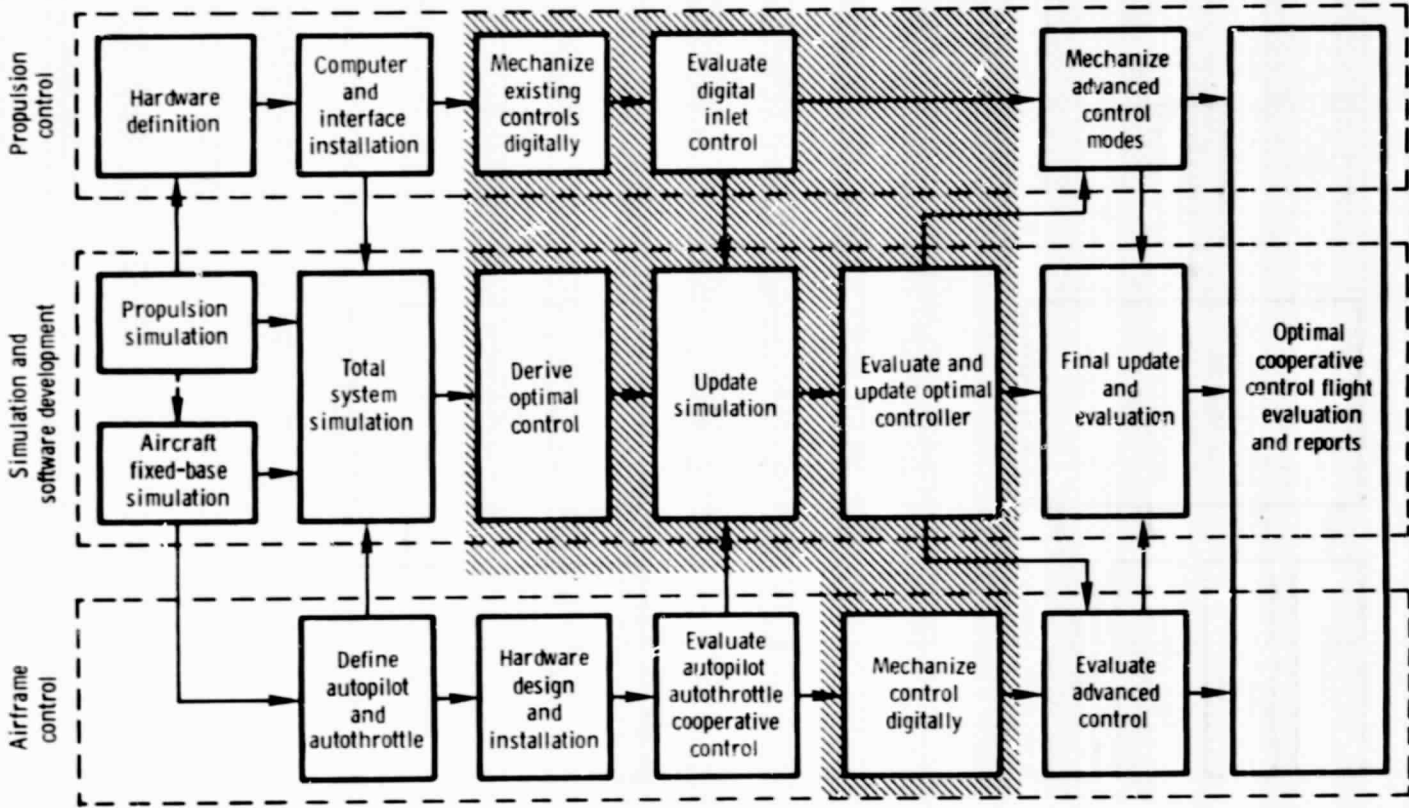 Propulsion
control
Hardware
definition
Computer
and
interface
installation
Mechanize
existing
controls
digitally
Evaluate
digital
inlet
control
Mechanize
advanced
control
modes
Simulation and
software development
Propulsion
simulation
Aircraft
fixed-base
simulation
Total
system
simulation
Derive
optimal
control
Update
simulation
Evaluate and
update optimal
controller
Final update
and
evaluation
Optimal
cooperative
control flight
evaluation
and reports
Airframe
control
Define
autopilot
and
autothrottle
Hardware
design
and
installation
Evaluate
autopilot
autothrottle
cooperative
control
Mechanize
control
digitally
Evaluate
advanced
control